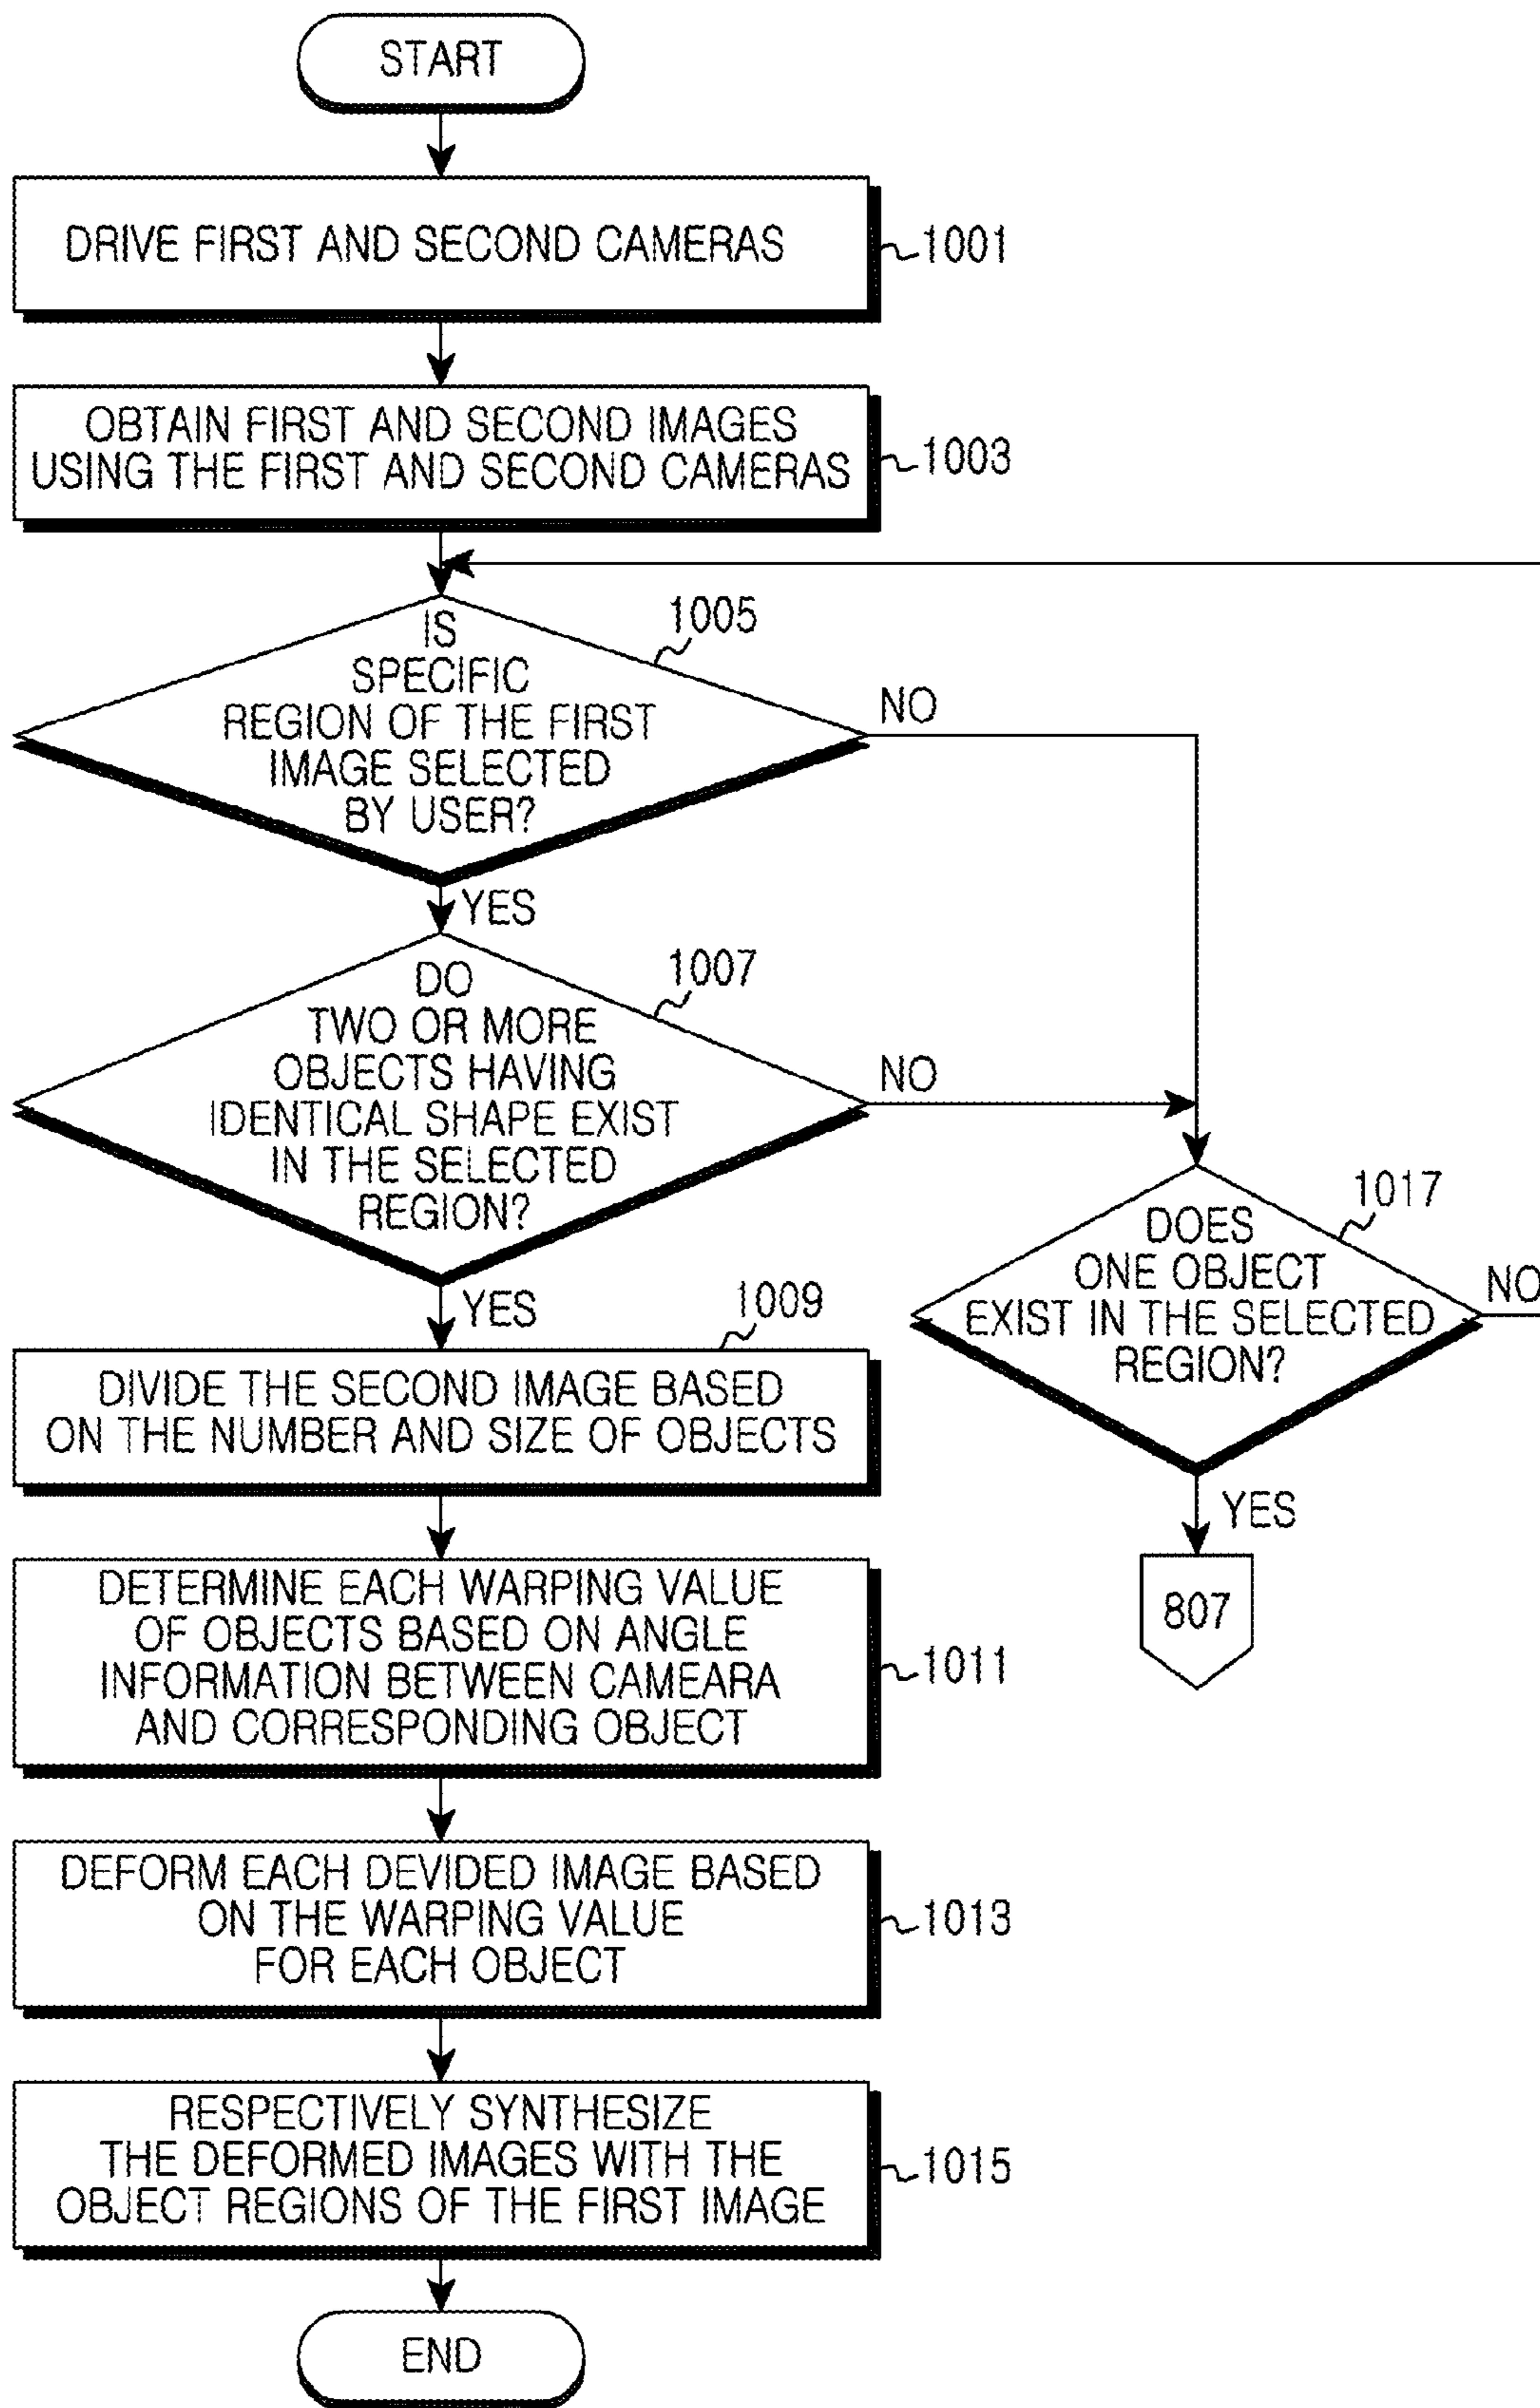 START
DRIVE FIRST AND SECOND CAMERAS
1001
OBTAIN FIRST AND SECOND IMAGES
USING THE FIRST AND SECOND CAMERAS
1003
IS
SPECIFIC
REGION OF THE FIRST
IMAGE SELECTED
BY USER?
1005
NO
YES
DO
TWO OR MORE
OBJECTS HAVING
IDENTICAL SHAPE EXIST
IN THE SELECTED
REGION?
1007
NO
YES
DOES
ONE OBJECT
EXIST IN THE SELECTED
REGION?
1017
NO
YES
807
1009
DIVIDE THE SECOND IMAGE BASED
ON THE NUMBER AND SIZE OF OBJECTS
DETERMINE EACH WARPING VALUE
OF OBJECTS BASED ON ANGLE
INFORMATION BETWEEN CAMEARA
AND CORRESPONDING OBJECT
1011
DEFORM EACH DEVIDED IMAGE BASED
ON THE WARPING VALUE
FOR EACH OBJECT
1013
RESPECTIVELY SYNTHESIZE
THE DEFORMED IMAGES WITH THE
OBJECT REGIONS OF THE FIRST IMAGE
1015
END